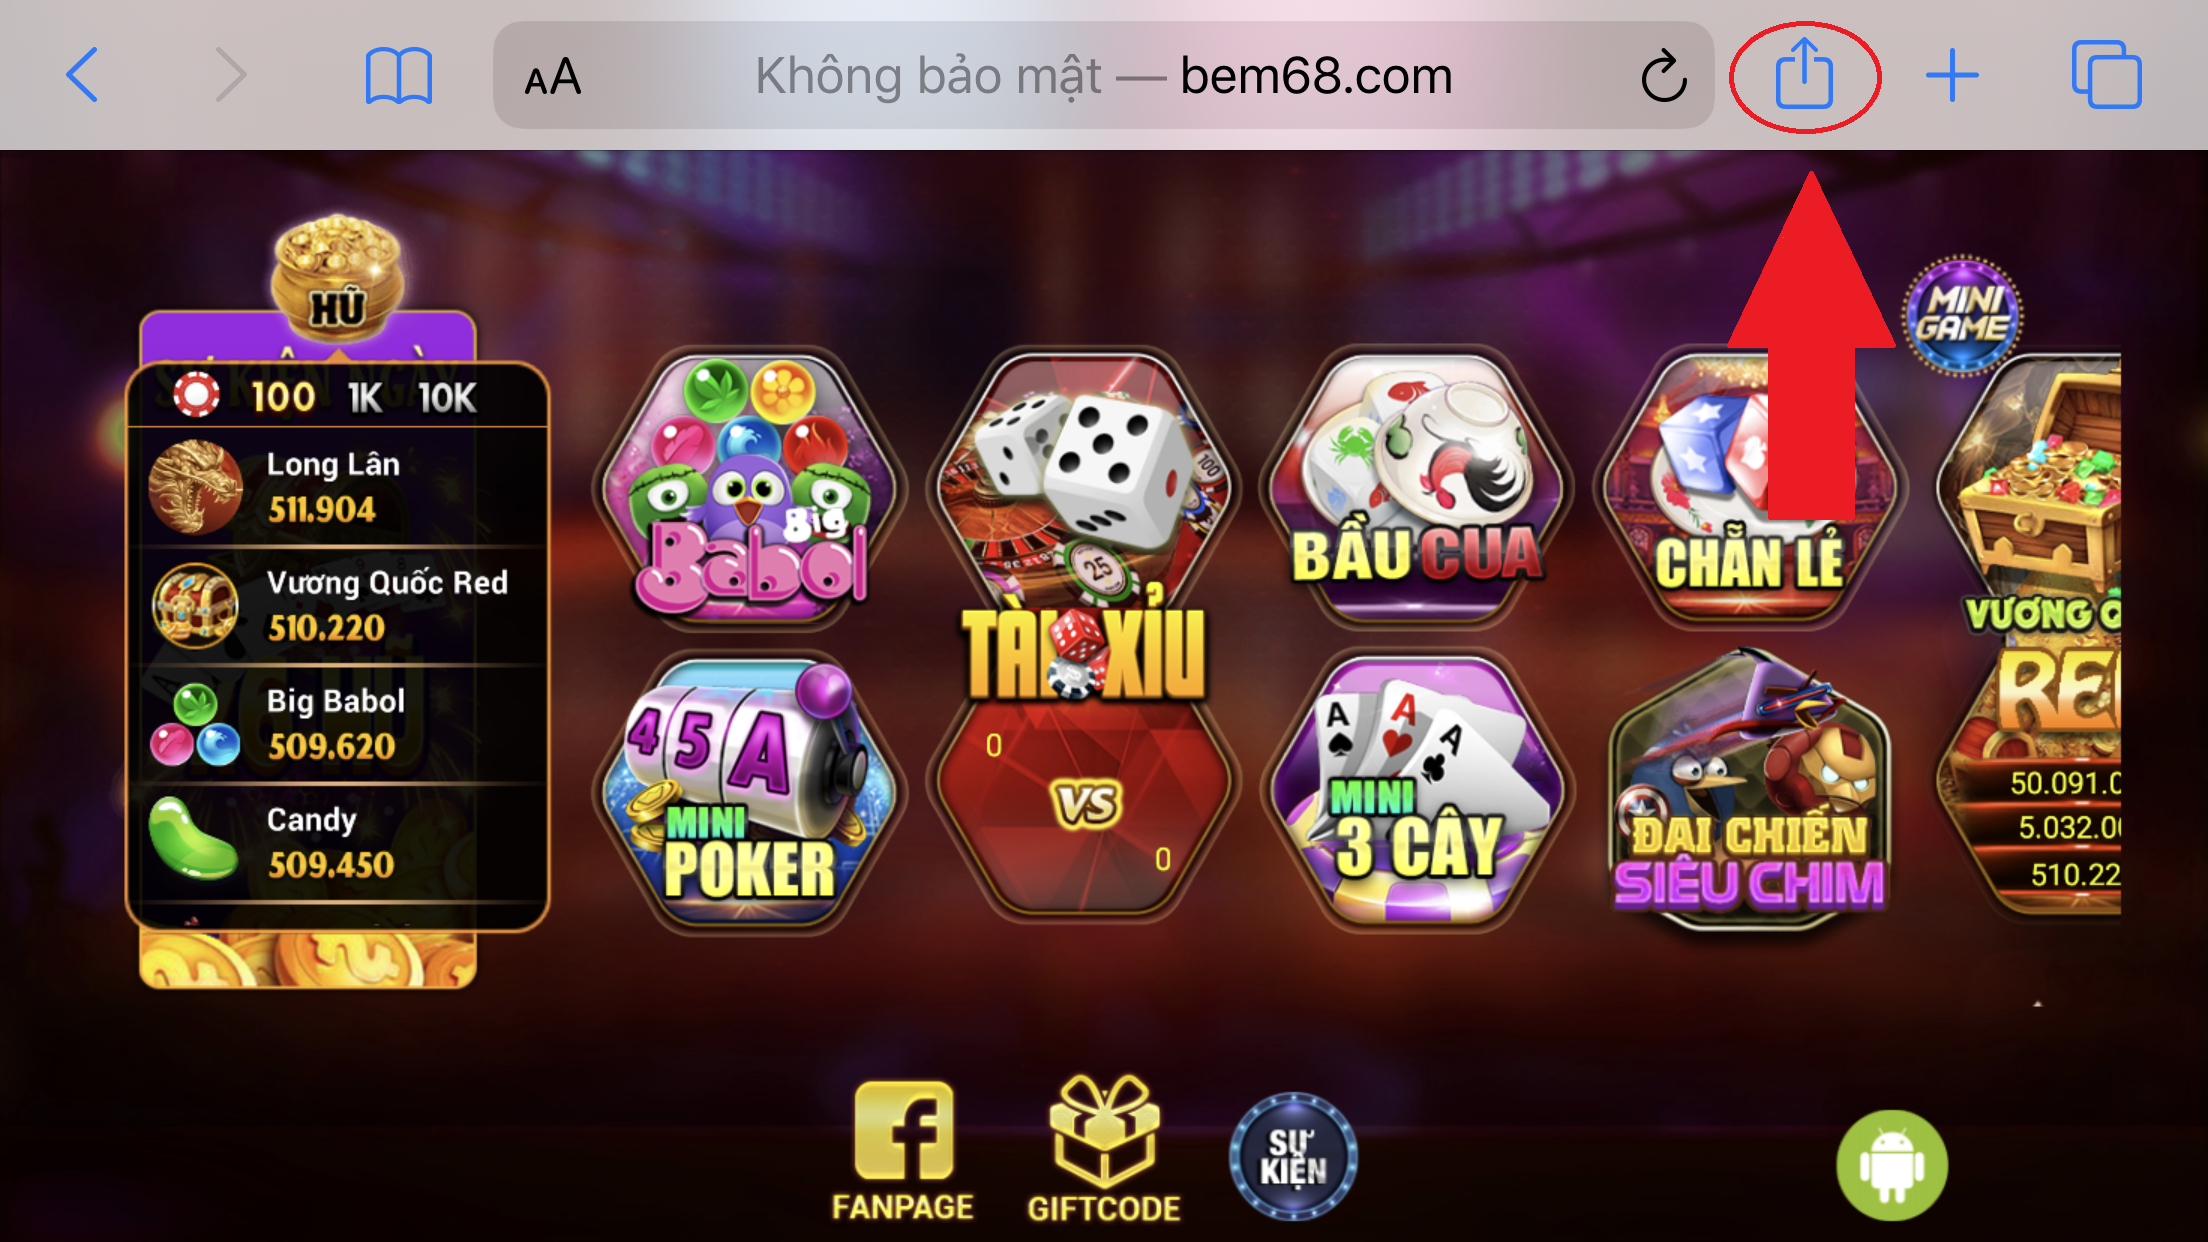 AA
Không bảo mật — bem68.com
HŨ
100 1K 10K
Long Lân
511.904
Vương Quốc Red
510.220
Big Babol
509.620
Candy
509.450
Big
Babol
100
25
TÀI XỈU
0
VS
0
BẦU CUA
CHẴN LẺ
MINI
GAME
VƯƠNG Q
RE
50.091.0
5.032.0
510.22
45A
MINI
POKER
A A A
MINI
3 CÂY
ĐẠI CHIẾN
SIÊU CHIM
FANPAGE
GIFTCODE
SỰ
KIỆN